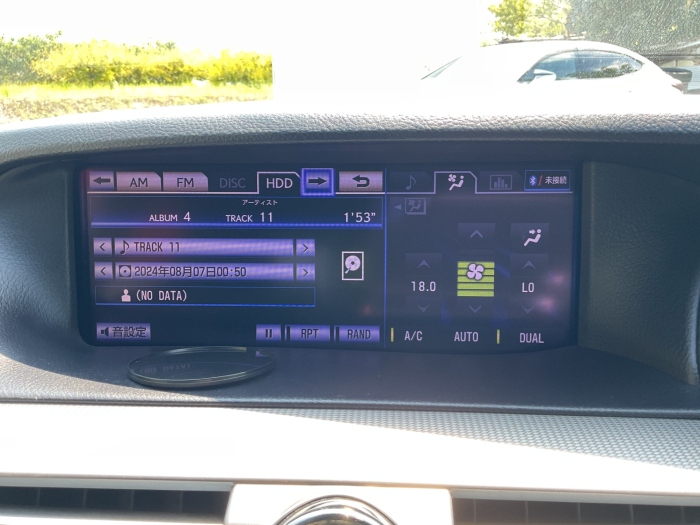 AM FM DISC HDD
未接続
アーティスト
ALBUM 4 TRACK 11 1'53"
TRACK 11
2024年08月07日00:50
(NO DATA)
18.0 LO
音設定 RPT RAND
A/C AUTO DUAL